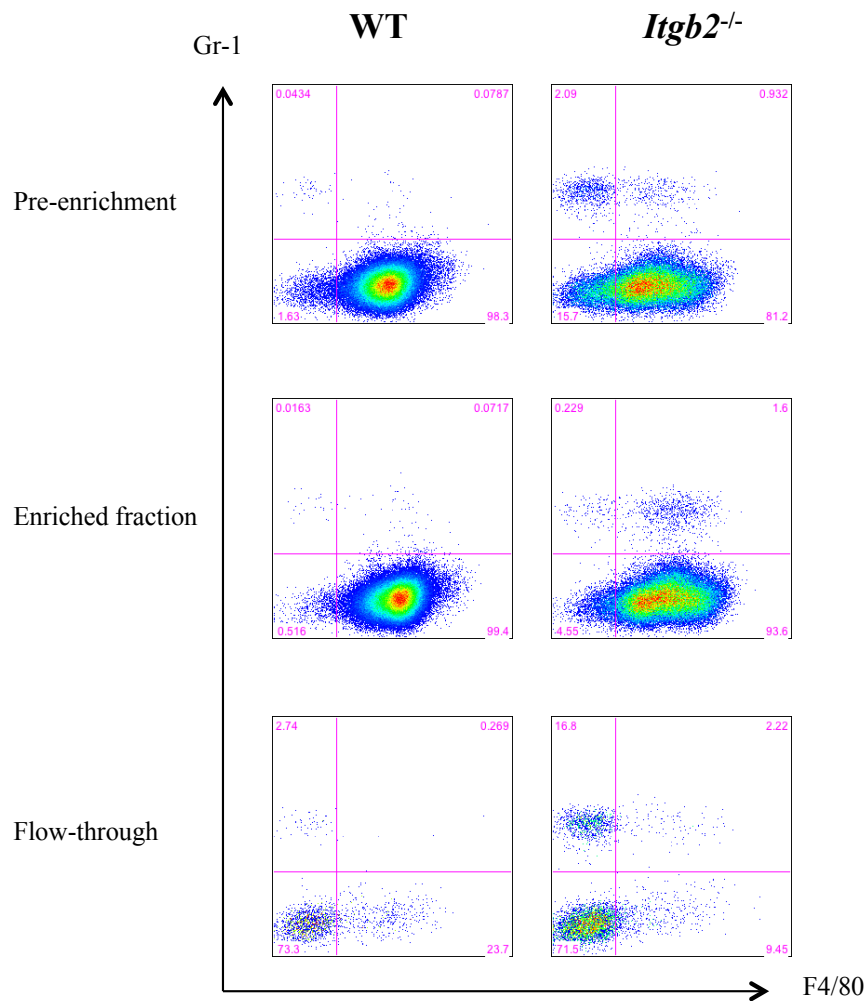 WT Itgb2-/-
Gr-1
0.0434 0.0787 2.09 0.932
Pre-enrichment
1.63 98.3 15.7 81.2
0.0163 0.0717 0.229 1.6
Enriched fraction
0.516 99.4 4.55 93.6
2.74 0.269 16.8 2.22
Flow-through
73.3 23.7 71.5 9.45
F4/80